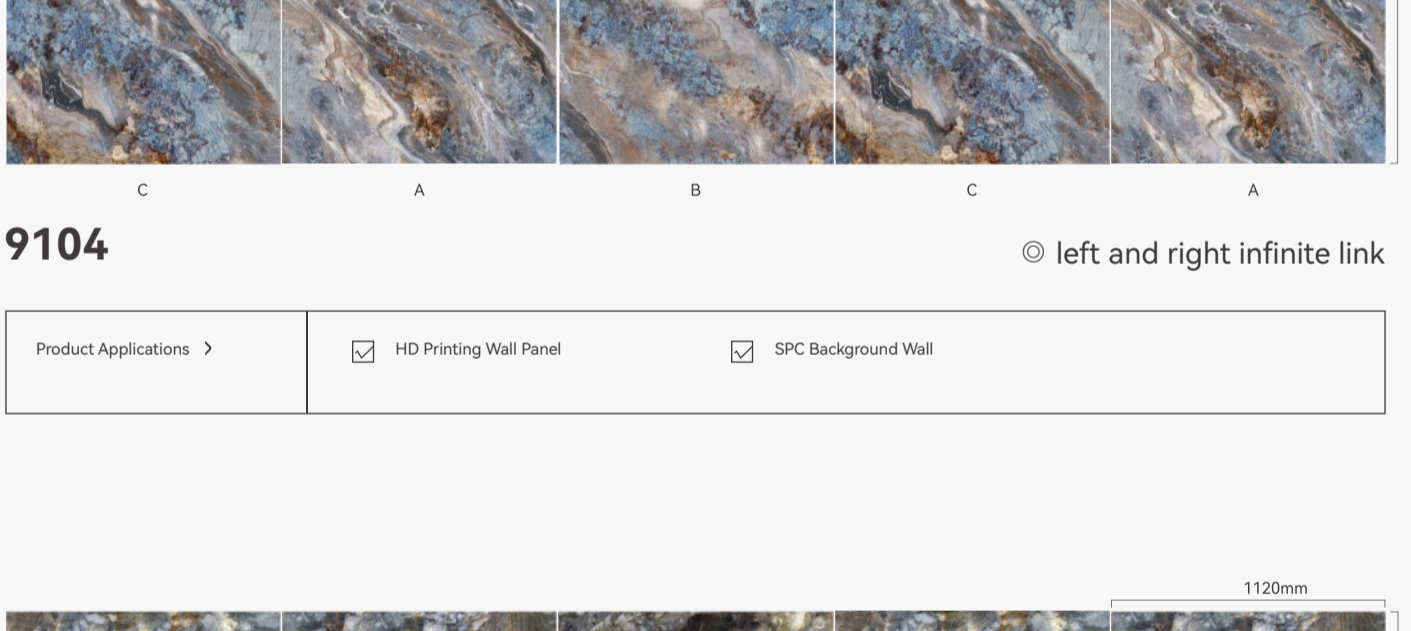 C A B C A
9104
left and right infinite link
Product Applications
HD Printing Wall Panel
SPC Background Wall
1120mm